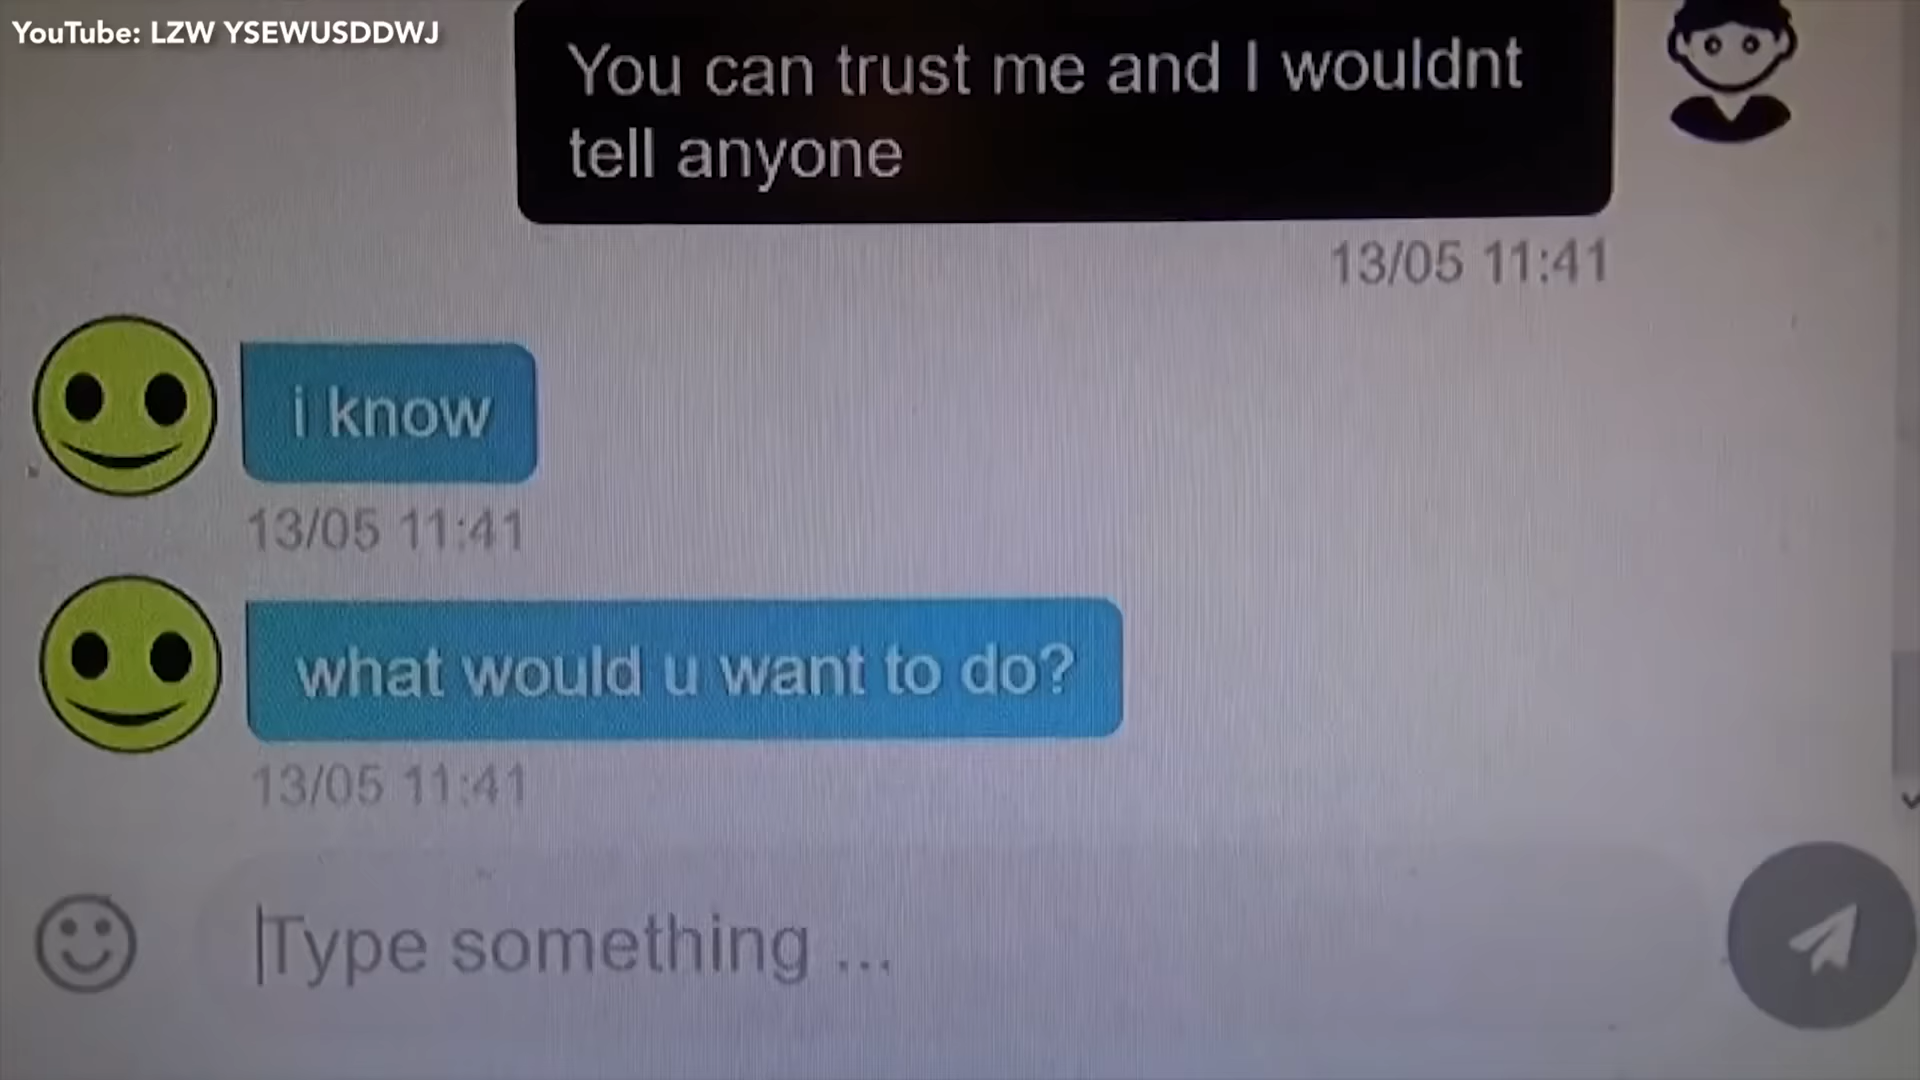 YouTube: LZW YSEWUSDDWJ
You can trust me and I wouldnt
tell anyone
13/05 11:41
i know
13/05 11:41
what would u want to do?
13/05 11:41
Type something ...